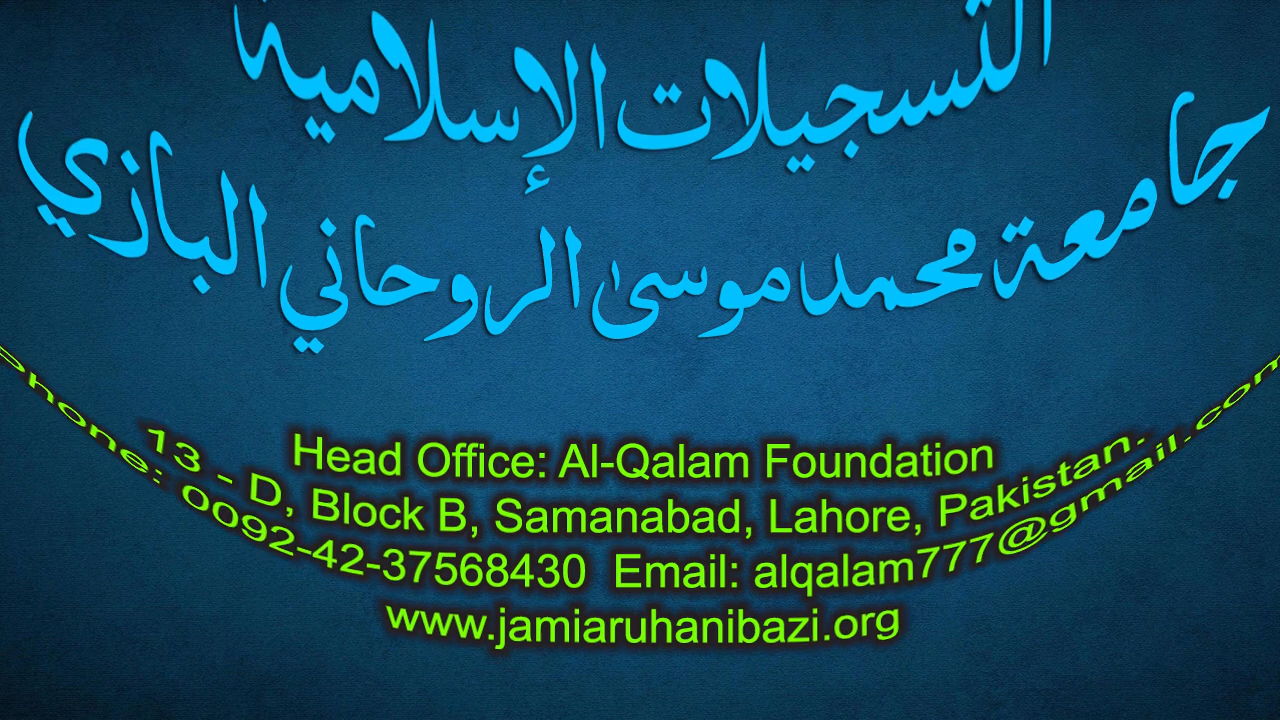 التسجيلات الإسلامية
جامعة محمد موسىٰ الروحاني البازي
Head Office: Al-Qalam Foundation
13 - D, Block B, Samanabad, Lahore, Pakistan.
Phone: 0092-42-37568430 Email: alqalam777@gmail.com
www.jamiaruhanibazi.org